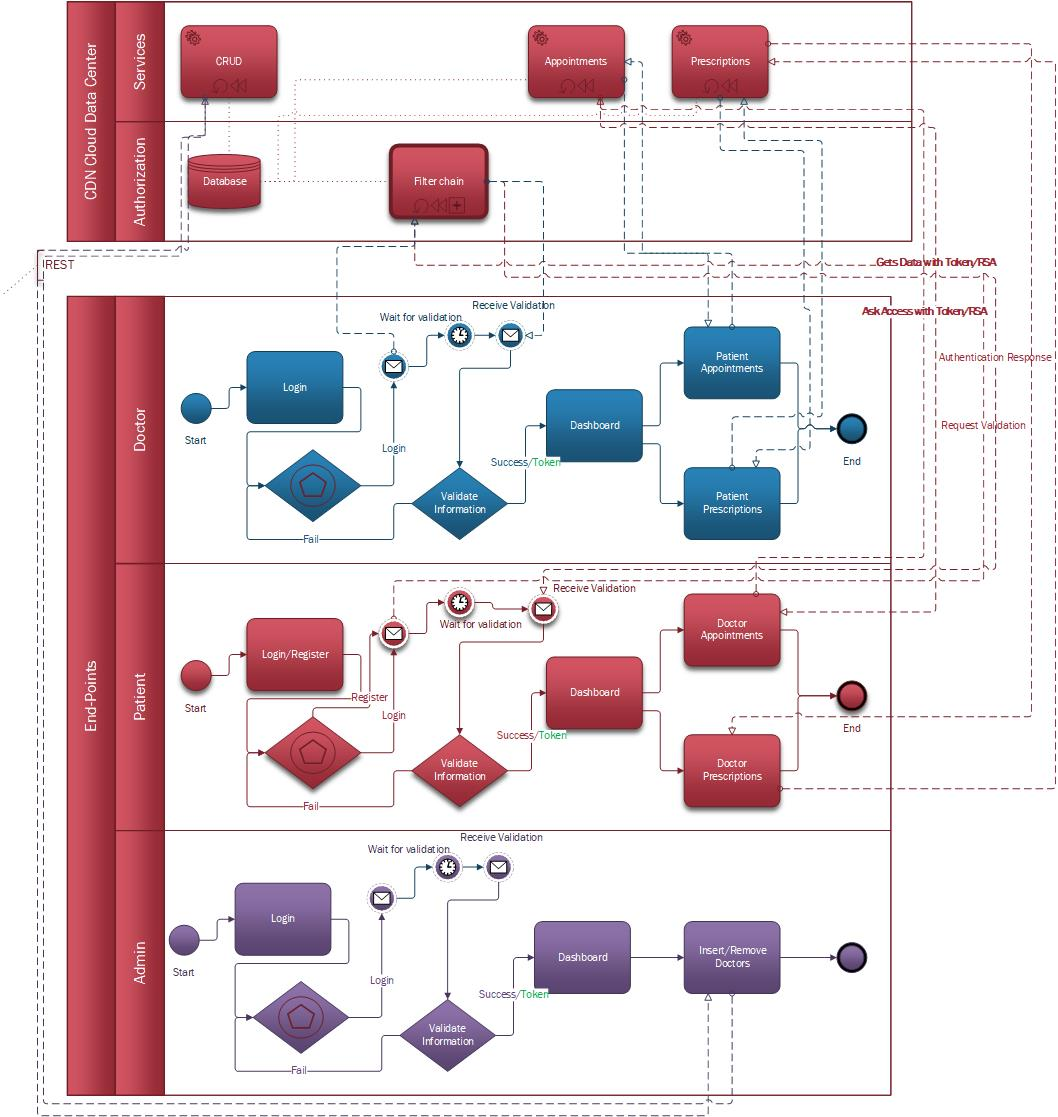 CDN Cloud Data Center
Services
CRUD
Appointments
Prescriptions
Authorization
Database
Filter chain
REST
Gets Data with Token/RSA
Ask Access with Token/RSA
Authentication Response
Request Validation
End-Points
Doctor
Start
Login
Login
Fail
Wait for validation
Receive Validation
Validate
Information
Success/Token
Dashboard
Patient
Appointments
Patient
Prescriptions
End
Patient
Start
Login/Register
Register
Login
Fail
Wait for validation
Receive Validation
Validate
Information
Success/Token
Dashboard
Doctor
Appointments
Doctor
Prescriptions
End
Admin
Start
Login
Login
Fail
Wait for validation
Receive Validation
Validate
Information
Success/Token
Dashboard
Insert/Remove
Doctors